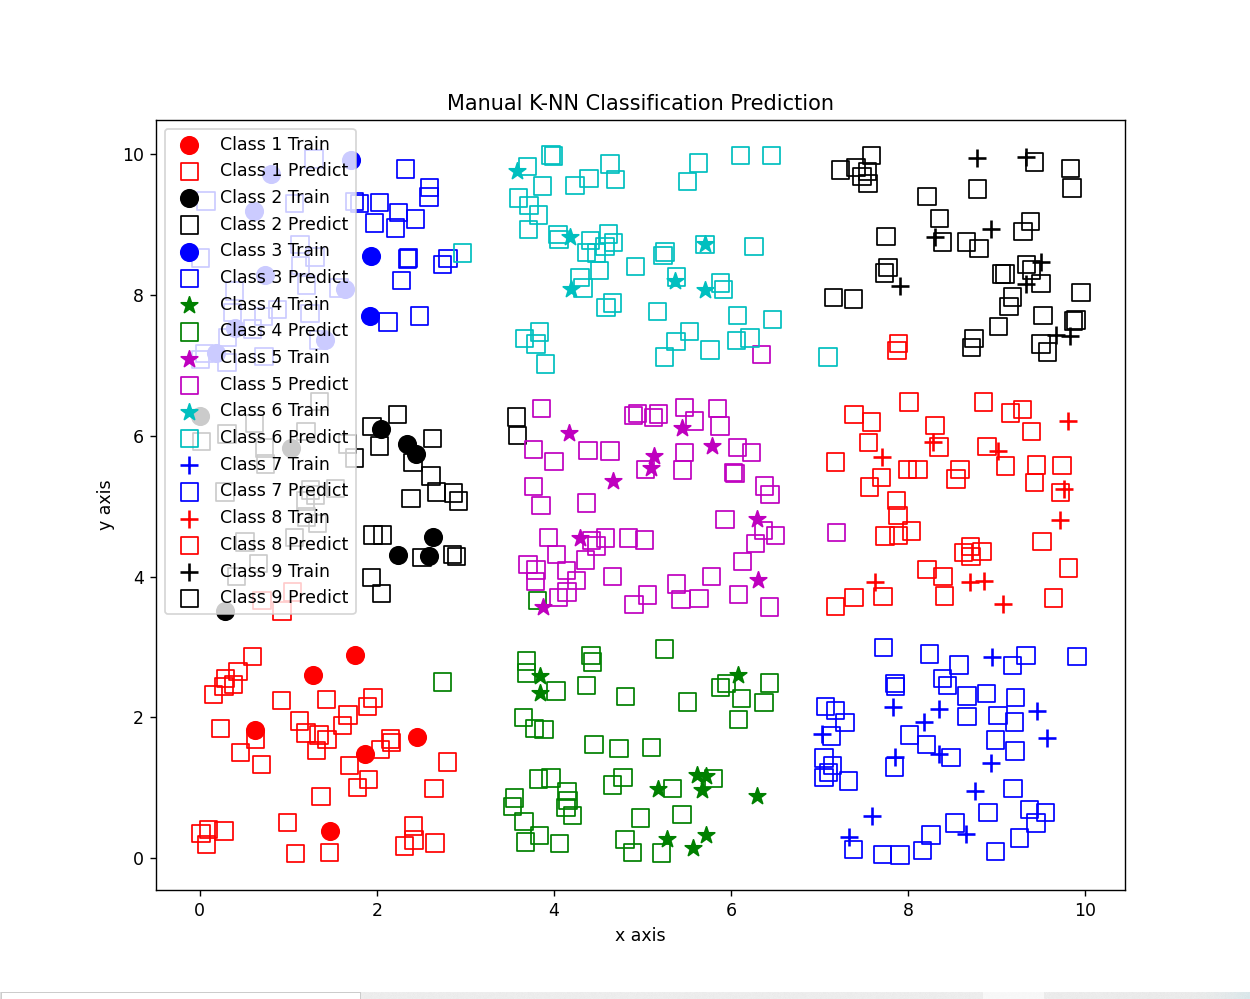 Manual K-NN Classification Prediction
Class 1 Train
Class 1 Predict
Class 2 Train
Class 2 Predict
Class 3 Train
Class 3 Predict
Class 4 Train
Class 4 Predict
Class 5 Train
Class 5 Predict
Class 6 Train
Class 6 Predict
Class 7 Train
Class 7 Predict
Class 8 Train
Class 8 Predict
Class 9 Train
Class 9 Predict
10
8
6
4
2
0
y axis
0 2 4 6 8 10
x axis